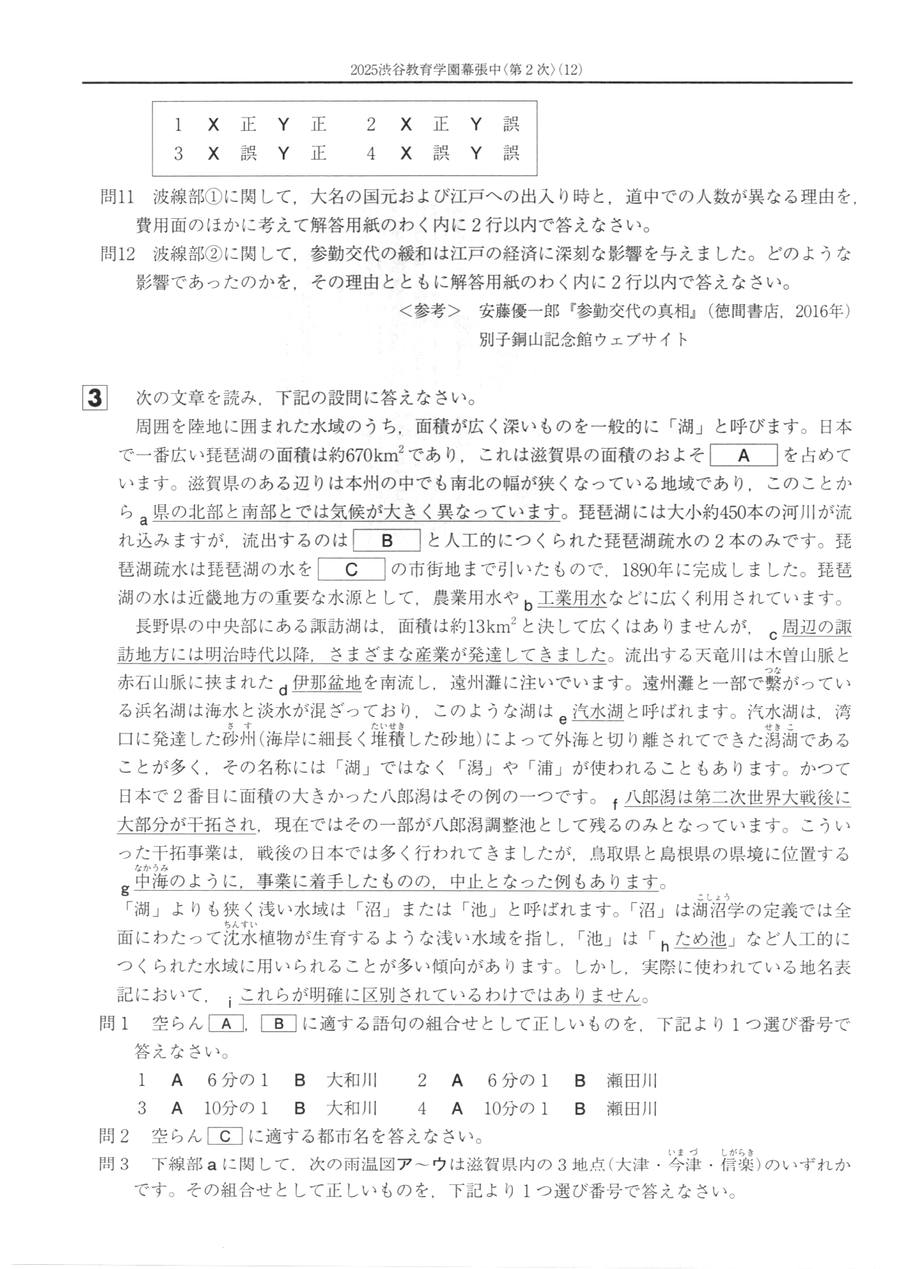 2025渋谷教育学園幕張中〈第2次〉(12)
1 X 正 Y 正 2 X 正 Y 誤
3 X 誤 Y 正 4 X 誤 Y 誤
問11 波線部①に関して，大名の国元および江戸への出入り時と，道中での人数が異なる理由を，
費用面のほかに考えて解答用紙のわく内に2行以内で答えなさい。
問12 波線部②に関して，参勤交代の緩和は江戸の経済に深刻な影響を与えました。どのような
影響であったのかを，その理由とともに解答用紙のわく内に2行以内で答えなさい。
＜参考＞ 安藤優一郎『参勤交代の真相』（徳間書店，2016年）
別子銅山記念館ウェブサイト
3 次の文章を読み，下記の設問に答えなさい。
周囲を陸地に囲まれた水域のうち，面積が広く深いものを一般的に「湖」と呼びます。日本
で一番広い琵琶湖の面積は約670km²であり，これは滋賀県の面積のおよそ A を占めて
います。滋賀県のある辺りは本州の中でも南北の幅が狭くなっている地域であり，このことか
ら a 県の北部と南部とでは気候が大きく異なっています。琵琶湖には大小約450本の河川が流
れ込みますが，流出するのは B と人工的につくられた琵琶湖疏水の2本のみです。琵
琶湖疏水は琵琶湖の水を C の市街地まで引いたもので，1890年に完成しました。琵琶
湖の水は近畿地方の重要な水源として，農業用水や b 工業用水などに広く利用されています。
長野県の中央部にある諏訪湖は，面積は約13km²と決して広くはありませんが， c 周辺の諏
訪地方には明治時代以降，さまざまな産業が発達してきました。流出する天竜川は木曽山脈と
赤石山脈に挟まれた d 伊那盆地を南流し，遠州灘に注いでいます。遠州灘と一部で繋がってい
る浜名湖は海水と淡水が混ざっており，このような湖は e 汽水湖と呼ばれます。汽水湖は，湾
口に発達した砂州（海岸に細長く堆積した砂地）によって外海と切り離されてできた潟湖である
ことが多く，その名称には「湖」ではなく「潟」や「浦」が使われることもあります。かつて
日本で2番目に面積の大きかった八郎潟はその例の一つです。 f 八郎潟は第二次世界大戦後に
大部分が干拓され，現在ではその一部が八郎潟調整池として残るのみとなっています。こうい
った干拓事業は，戦後の日本では多く行われてきましたが，鳥取県と島根県の県境に位置する
g 中海のように，事業に着手したものの，中止となった例もあります。
「湖」よりも狭く浅い水域は「沼」または「池」と呼ばれます。「沼」は湖沼学の定義では全
面にわたって沈水植物が生育するような浅い水域を指し，「池」は「 h ため池」など人工的に
つくられた水域に用いられることが多い傾向があります。しかし，実際に使われている地名表
記において， i これらが明確に区別されているわけではありません。
問1 空らん A ， B に適する語句の組合せとして正しいものを，下記より1つ選び番号で
答えなさい。
1 A 6分の1 B 大和川 2 A 6分の1 B 瀬田川
3 A 10分の1 B 大和川 4 A 10分の1 B 瀬田川
問2 空らん C に適する都市名を答えなさい。
問3 下線部aに関して，次の雨温図ア～ウは滋賀県内の3地点（大津・今津・信楽）のいずれか
です。その組合せとして正しいものを，下記より1つ選び番号で答えなさい。